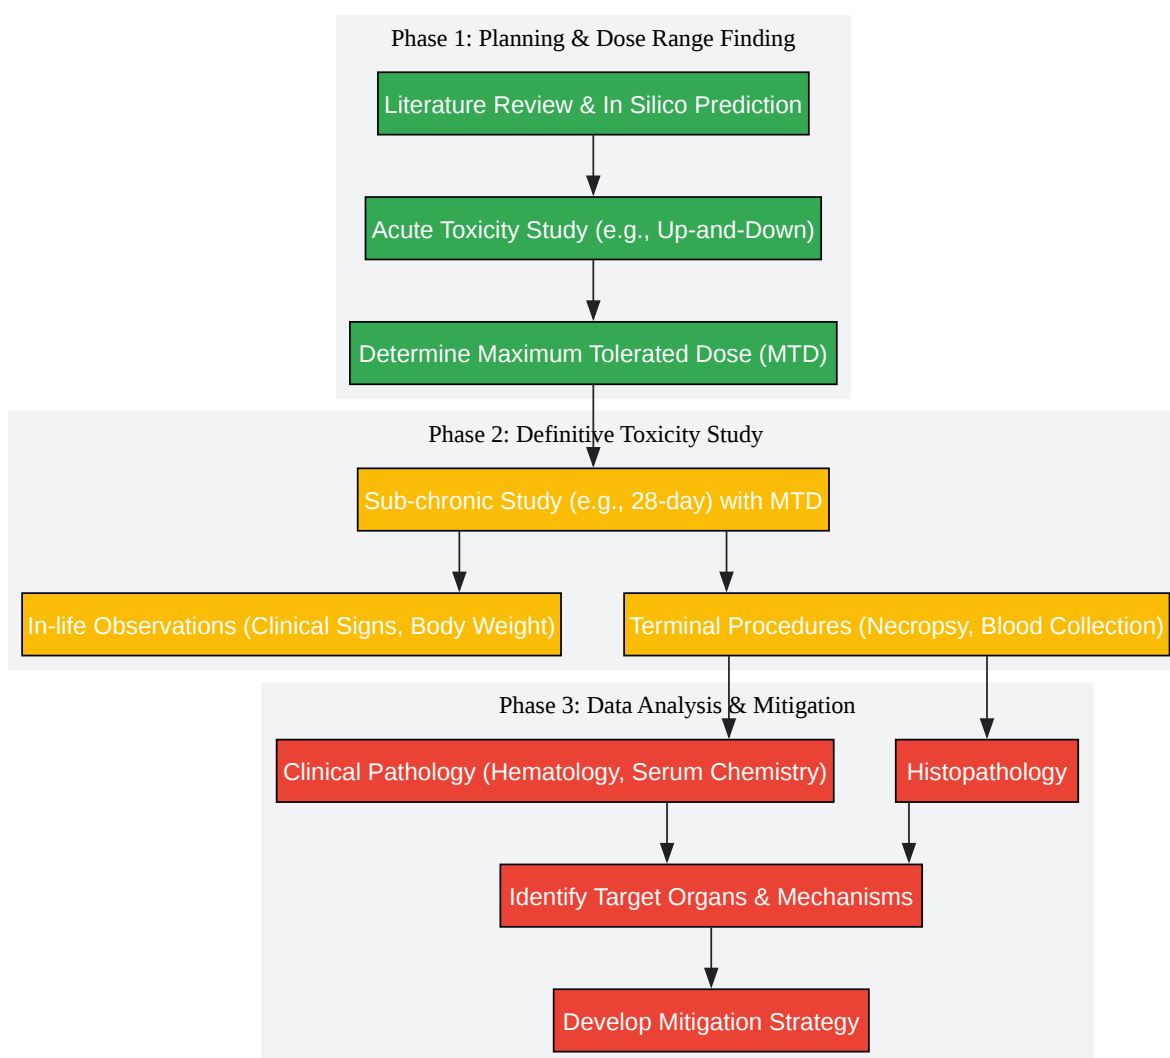 Phase 1: Planning & Dose Range Finding
Literature Review & In Silico Prediction
Acute Toxicity Study (e.g., Up-and-Down)
Determine Maximum Tolerated Dose (MTD)
Phase 2: Definitive Toxicity Study
Sub-chronic Study (e.g., 28-day) with MTD
In-life Observations (Clinical Signs, Body Weight)
Terminal Procedures (Necropsy, Blood Collection)
Phase 3: Data Analysis & Mitigation
Clinical Pathology (Hematology, Serum Chemistry)
Histopathology
Identify Target Organs & Mechanisms
Develop Mitigation Strategy